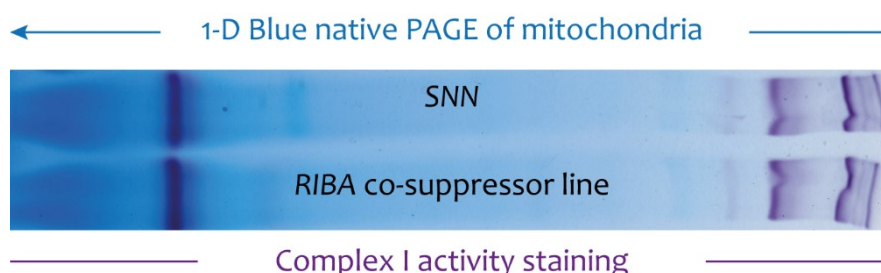 1-D Blue native PAGE of mitochondria
SNN
RIBA co-suppressor line
Complex I activity staining